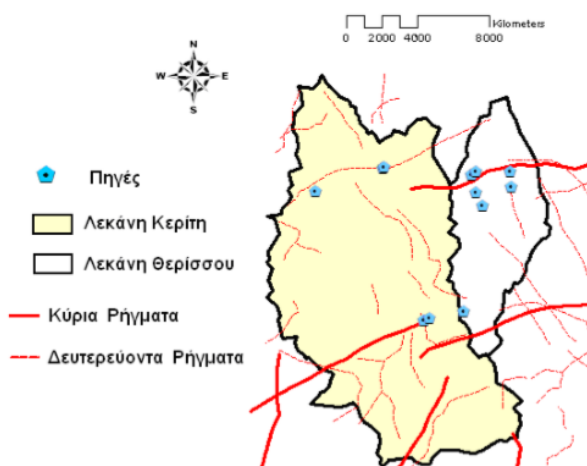 Kilometers
0 2000 4000 8000
N
W E
S
Πηγές
Λεκάνη Κερίτη
Λεκάνη Θερίσσου
Κύρια Ρήγματα
Δευτερεύοντα Ρήγματα